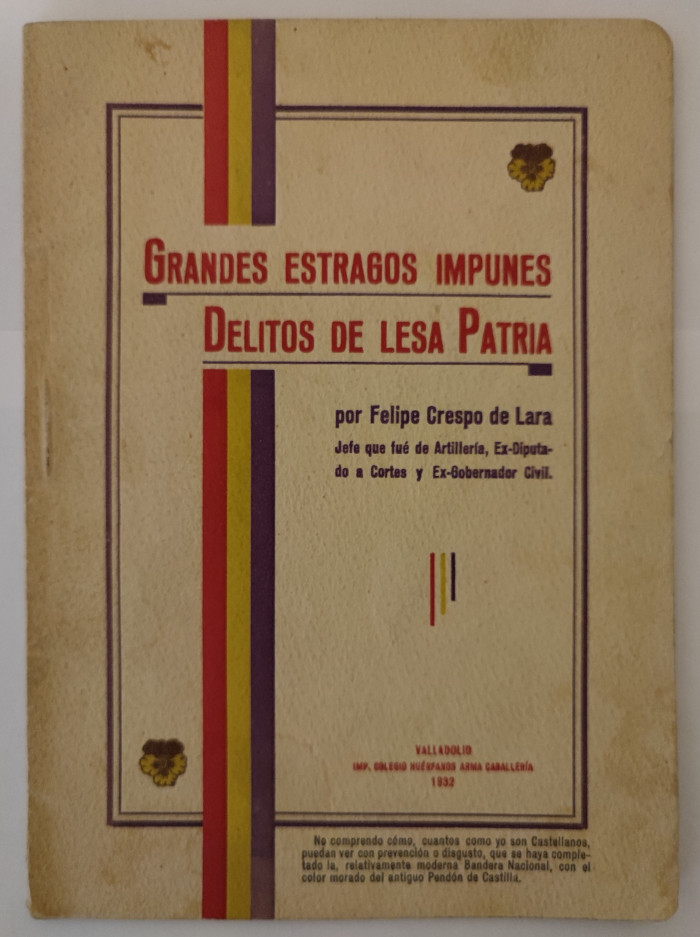 GRANDES ESTRAGOS IMPUNES
DELITOS DE LESA PATRIA
por Felipe Crespo de Lara
Jefe que fué de Artillería, Ex-Diputa-
do a Cortes y Ex-Gobernador Civil.
VALLADOLID
IMP. COLEGIO HUÉRFANOS ARMA CABALLERÍA
1932
No comprendo cómo, cuantos como yo son Castellanos,
puedan ver con prevención o disgusto, que se haya comple-
tado la, relativamente moderna Bandera Nacional, con el
color morado del antiguo Pendón de Castilla.